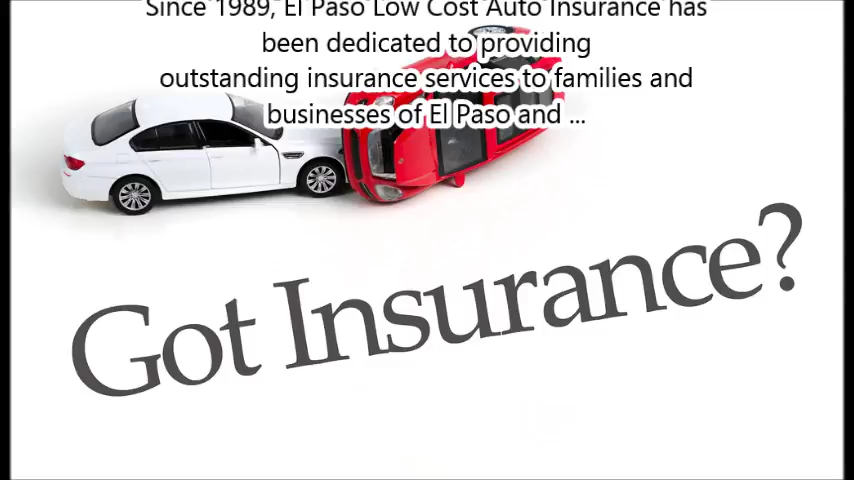 Since 1989, El Paso Low Cost Auto Insurance has
been dedicated to providing
outstanding insurance services to families and
businesses of El Paso and ...
Got Insurance?